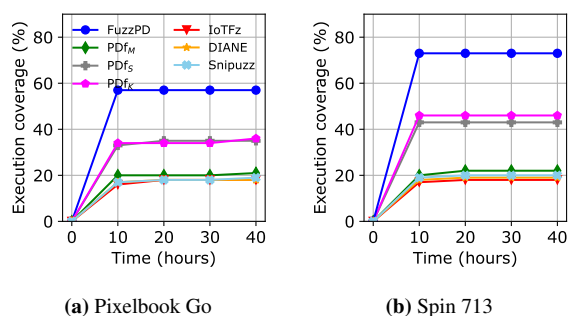 Execution coverage (%)
80
60
40
20
0
FuzzPD
PDf_M
PDf_S
PDf_K
IoTFz
DIANE
Snipuzz
0 10 20 30 40
Time (hours)
(a) Pixelbook Go
Execution coverage (%)
80
60
40
20
0
0 10 20 30 40
Time (hours)
(b) Spin 713